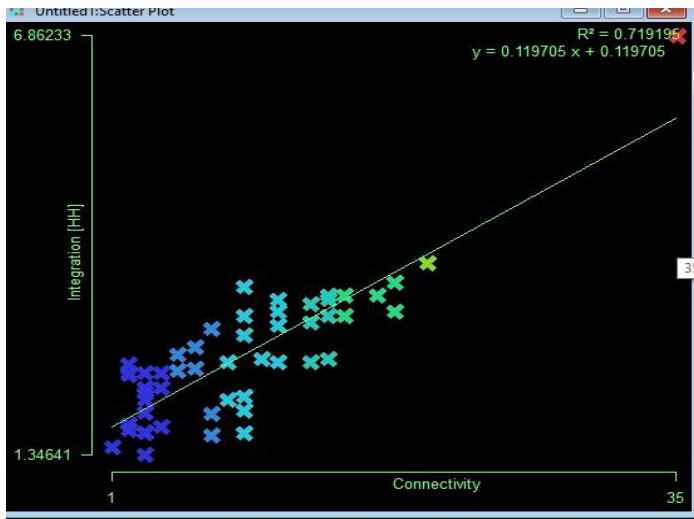 Untitled1:Scatter Plot
6.86233
R² = 0.719195
y = 0.119705 x + 0.119705
Integration [HH]
1.34641
Connectivity
1
35